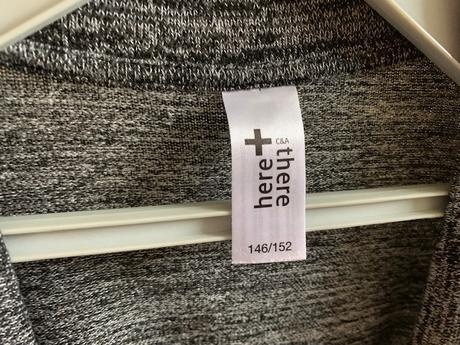 here +
C&A
there
146/152